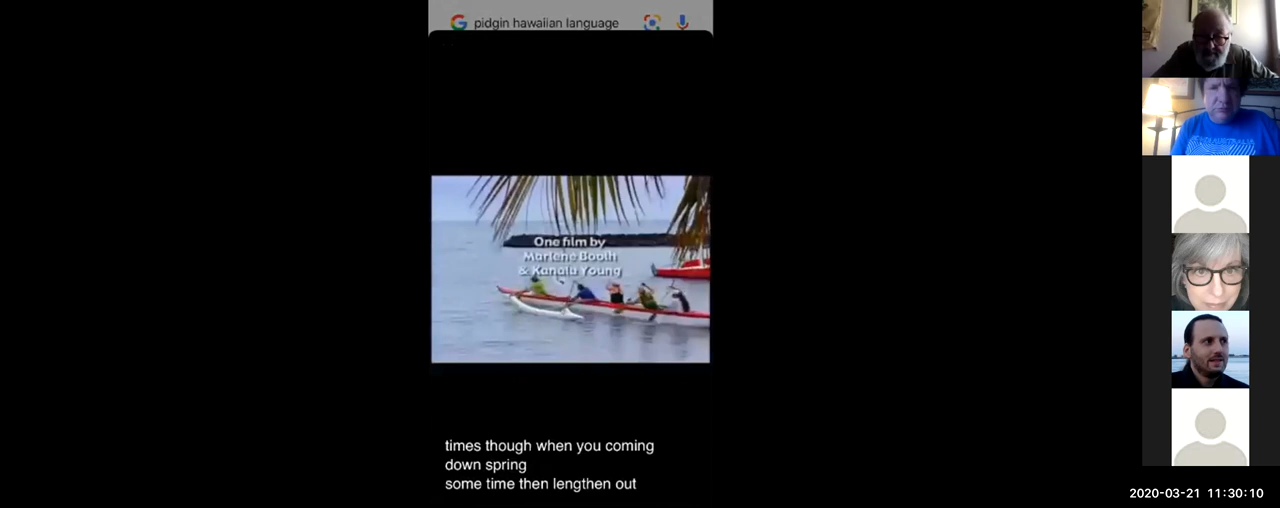 pidgin hawaiian language
One film by
Marlene Booth
& Kanalu Young
times though when you coming
down spring
some time then lengthen out
2020-03-21 11:30:10